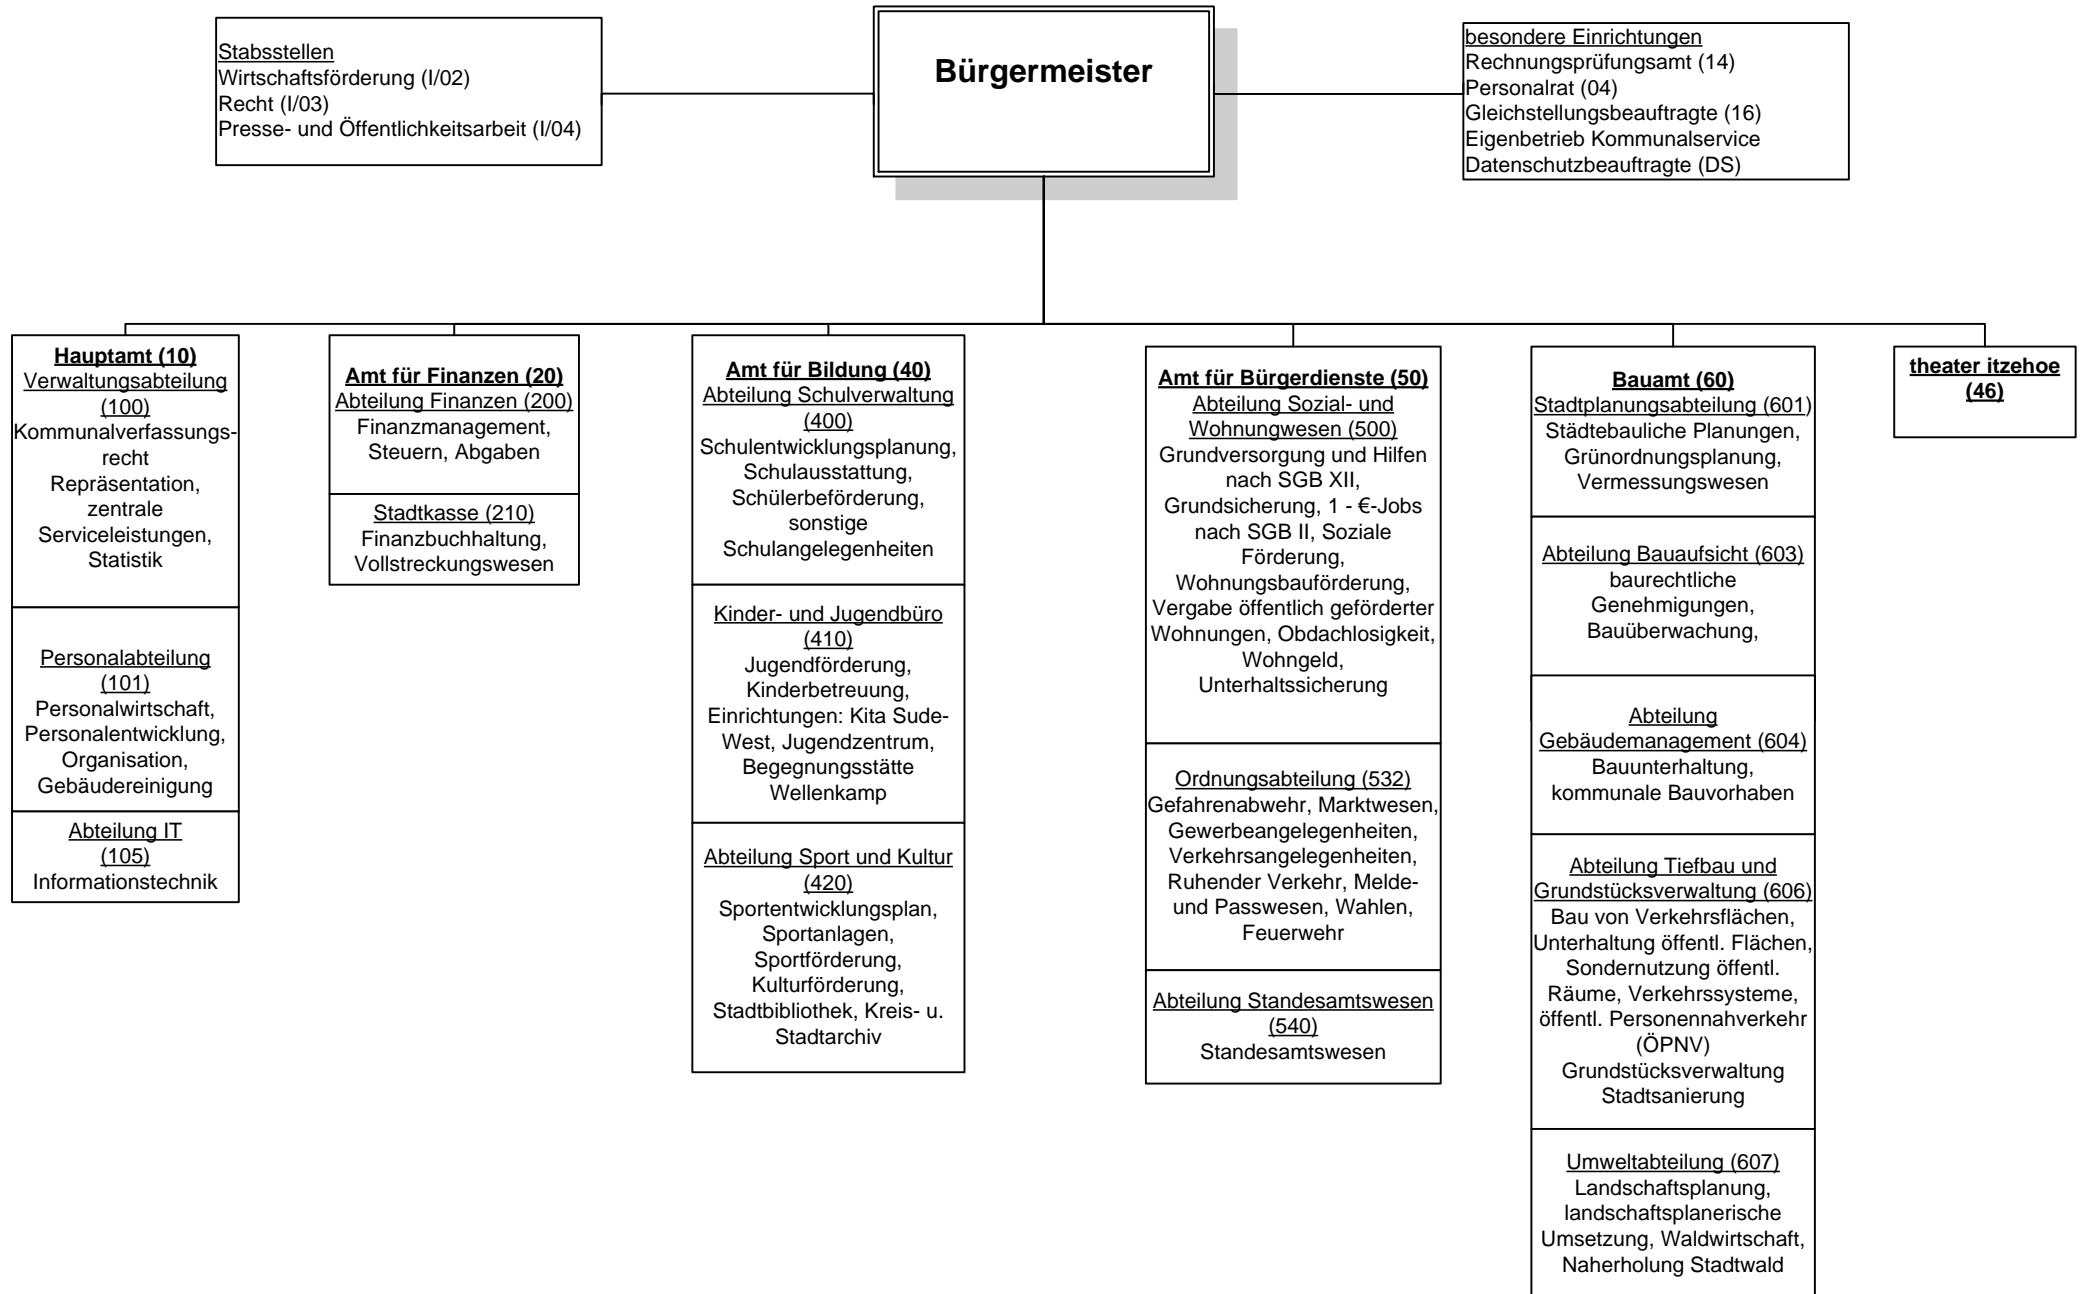 Stabsstellen
Wirtschaftsförderung (I/02)
Recht (I/03)
Presse- und Öffentlichkeitsarbeit (I/04)
Bürgermeister
besondere Einrichtungen
Rechnungsprüfungsamt (14)
Personalrat (04)
Gleichstellungsbeauftragte (16)
Eigenbetrieb Kommunalservice
Datenschutzbeauftragte (DS)
Hauptamt (10)
Verwaltungsabteilung
(100)
Kommunalverfassungs-
recht
Repräsentation,
zentrale
Serviceleistungen,
Statistik
Personalabteilung
(101)
Personalwirtschaft,
Personalentwicklung,
Organisation,
Gebäudereinigung
Abteilung IT
(105)
Informationstechnik
Amt für Finanzen (20)
Abteilung Finanzen (200)
Finanzmanagement,
Steuern, Abgaben
Stadtkasse (210)
Finanzbuchhaltung,
Vollstreckungswesen
Amt für Bildung (40)
Abteilung Schulverwaltung
(400)
Schulentwicklungsplanung,
Schulausstattung,
Schülerbeförderung,
sonstige
Schulangelegenheiten
Kinder- und Jugendbüro
(410)
Jugendförderung,
Kinderbetreuung,
Einrichtungen: Kita Sude-
West, Jugendzentrum,
Begegnungsstätte
Wellenkamp
Abteilung Sport und Kultur
(420)
Sportentwicklungsplan,
Sportanlagen,
Sportförderung,
Kulturförderung,
Stadtbibliothek, Kreis- u.
Stadtarchiv
Amt für Bürgerdienste (50)
Abteilung Sozial- und
Wohnungwesen (500)
Grundversorgung und Hilfen
nach SGB XII,
Grundsicherung, 1 - €-Jobs
nach SGB II, Soziale
Förderung,
Wohnungsbauförderung,
Vergabe öffentlich geförderter
Wohnungen, Obdachlosigkeit,
Wohngeld,
Unterhaltssicherung
Ordnungsabteilung (532)
Gefahrenabwehr, Marktwesen,
Gewerbeangelegenheiten,
Verkehrsangelegenheiten,
Ruhender Verkehr, Melde-
und Passwesen, Wahlen,
Feuerwehr
Abteilung Standesamtswesen
(540)
Standesamtswesen
Bauamt (60)
Stadtplanungsabteilung (601)
Städtebauliche Planungen,
Grünordnungsplanung,
Vermessungswesen
Abteilung Bauaufsicht (603)
baurechtliche
Genehmigungen,
Bauüberwachung,
Abteilung
Gebäudemanagement (604)
Bauunterhaltung,
kommunale Bauvorhaben
Abteilung Tiefbau und
Grundstücksverwaltung (606)
Bau von Verkehrsflächen,
Unterhaltung öffentl. Flächen,
Sondernutzung öffentl.
Räume, Verkehrssysteme,
öffentl. Personennahverkehr
(ÖPNV)
Grundstücksverwaltung
Stadtsanierung
Umweltabteilung (607)
Landschaftsplanung,
landschaftsplanerische
Umsetzung, Waldwirtschaft,
Naherholung Stadtwald
theater itzehoe
(46)